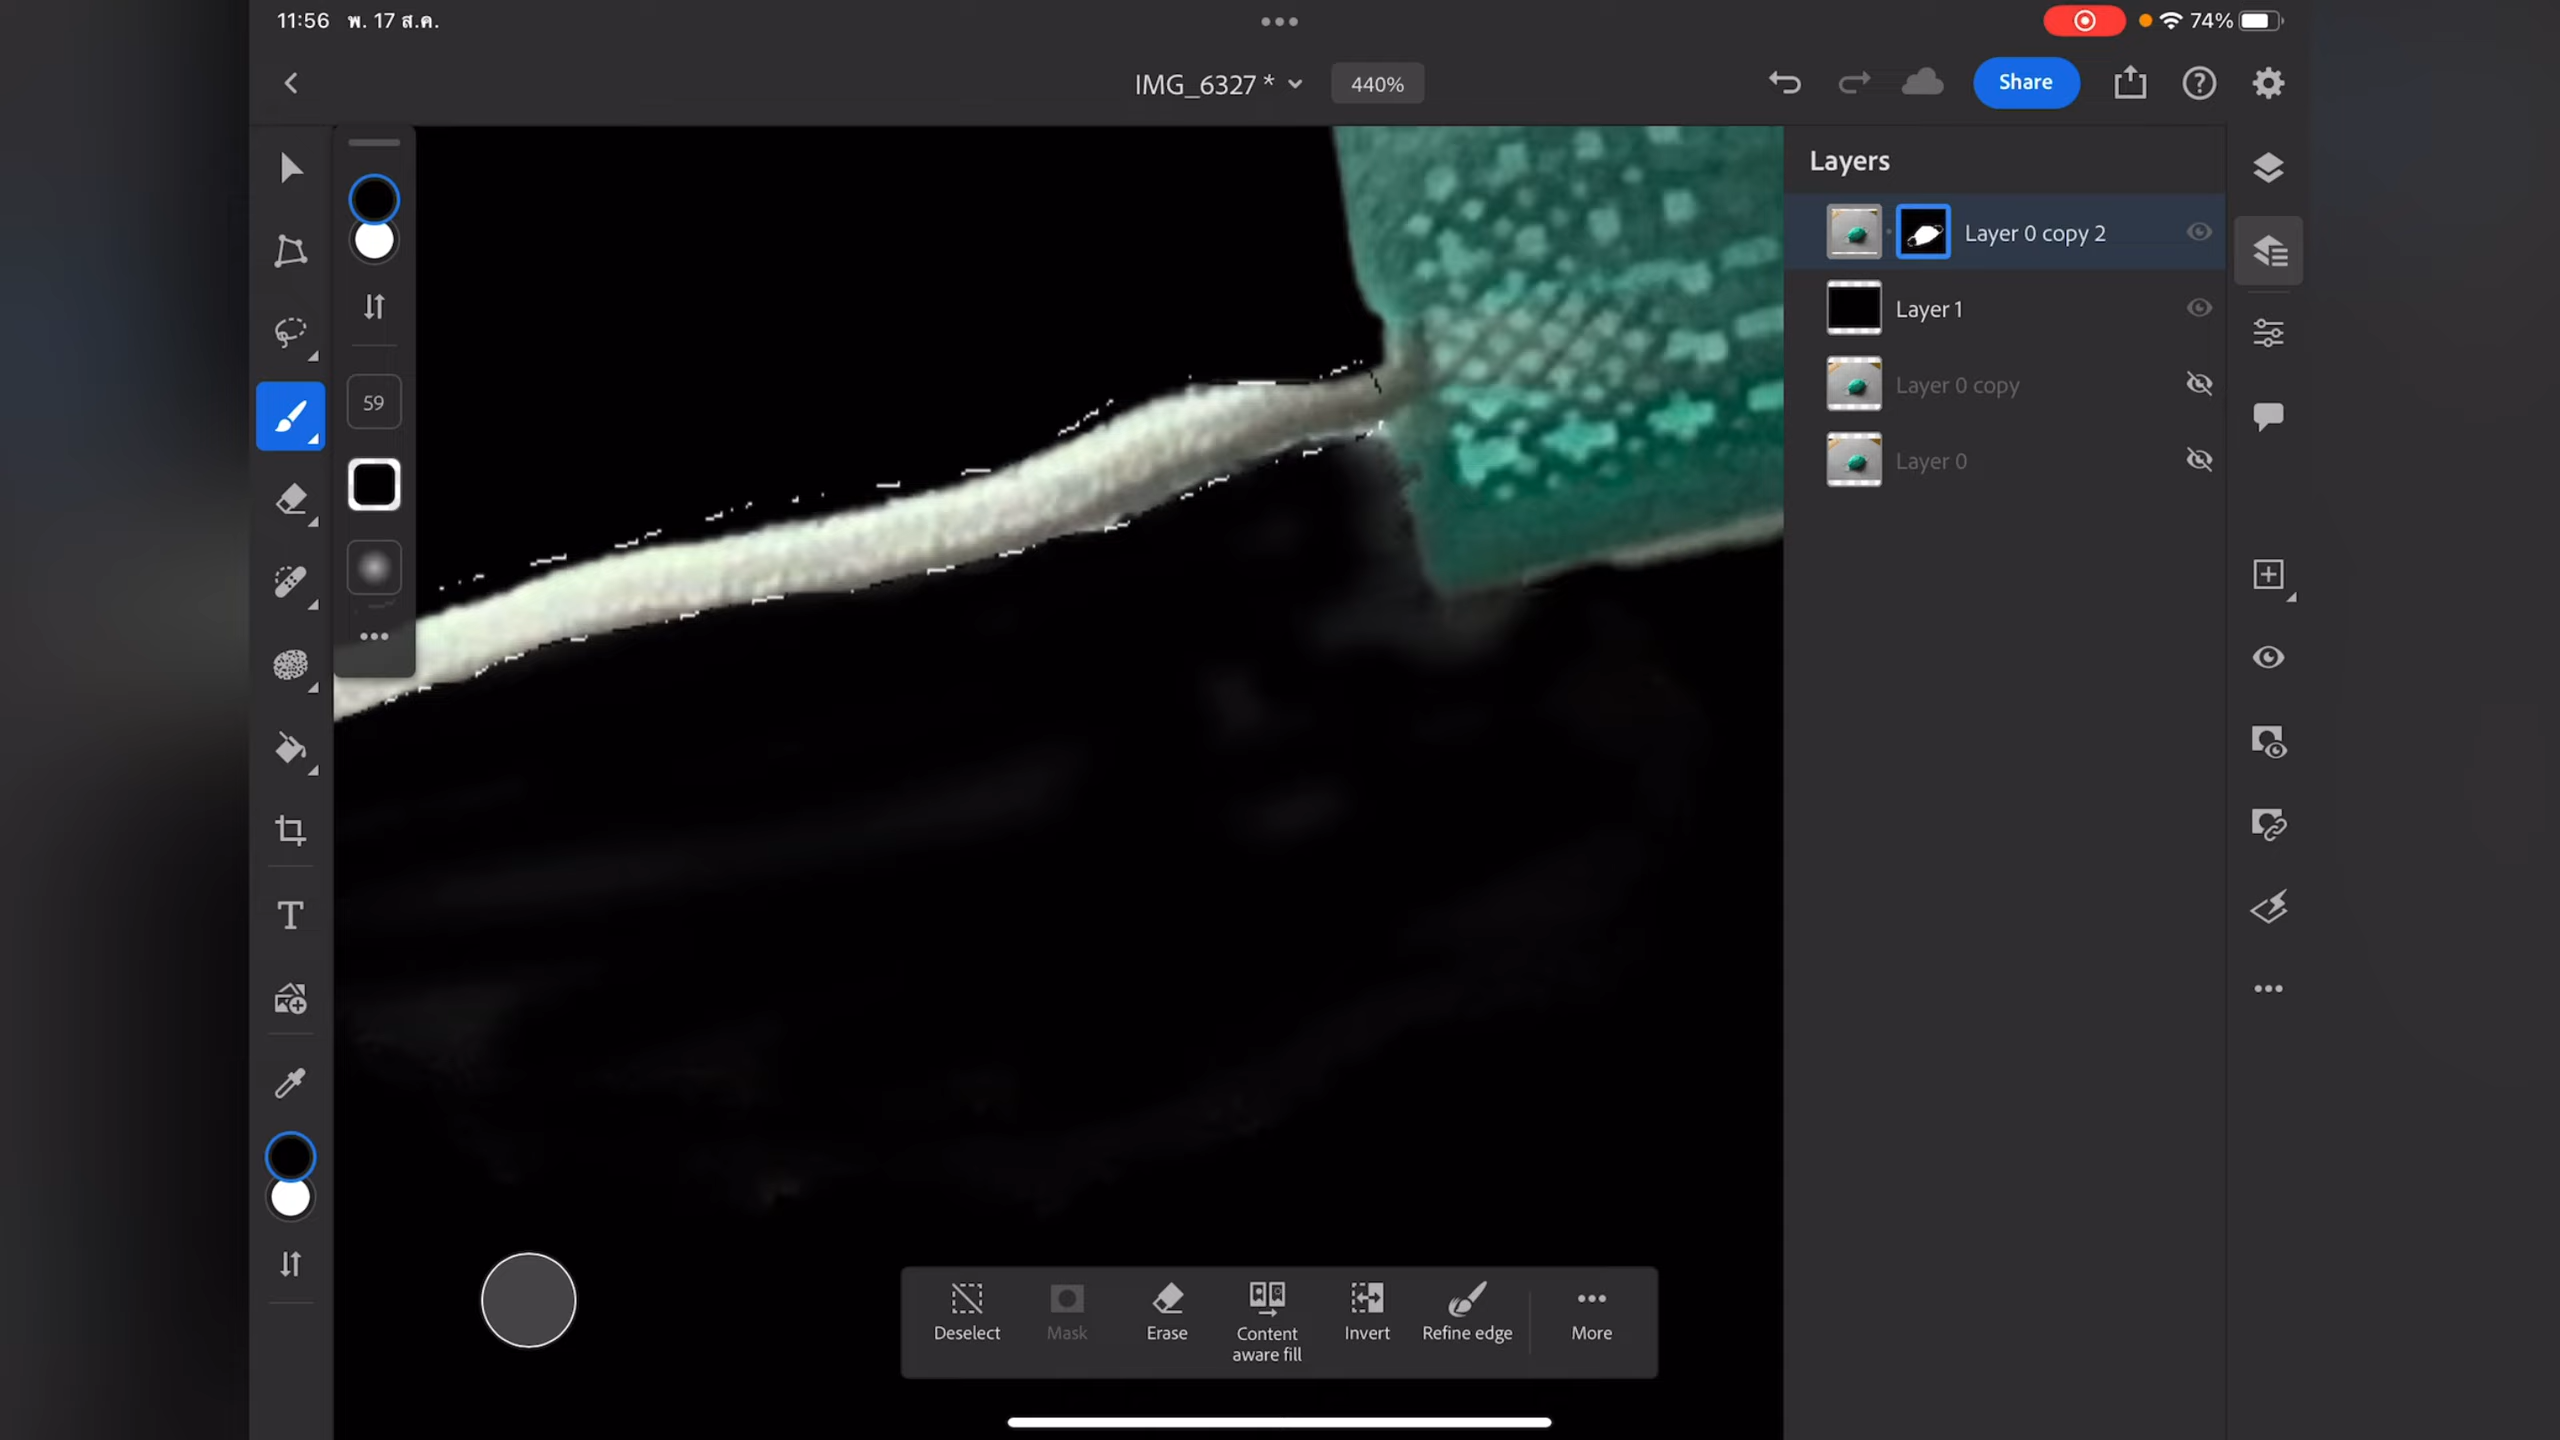 11:56 พ. 17 ส.ค.
74%
IMG_6327 *
440%
Share
Layers
Layer 0 copy 2
Layer 1
Layer 0 copy
Layer 0
59
T
Deselect
Mask
Erase
Content
aware fill
Invert
Refine edge
More